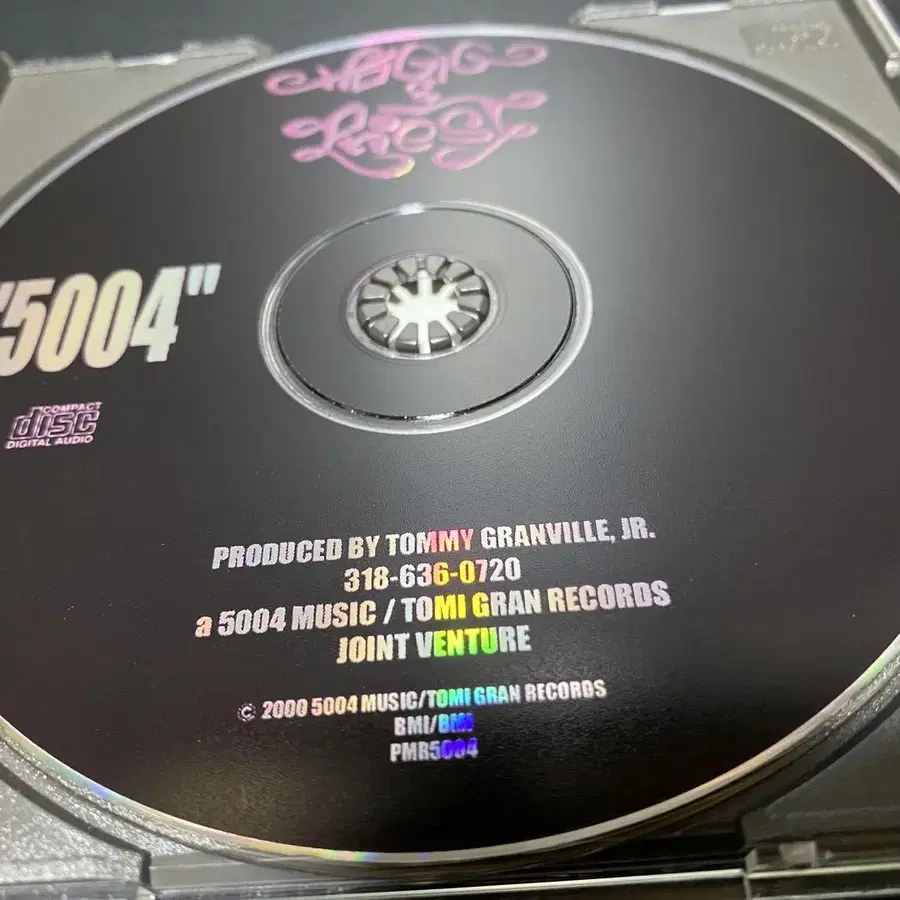 &
"5004"
COMPACT
disc
DIGITAL AUDIO
PRODUCED BY TOMMY GRANVILLE, JR.
318-636-0720
a 5004 MUSIC / TOMI GRAN RECORDS
JOINT VENTURE
© 2000 5004 MUSIC/TOMI GRAN RECORDS
BMI/BMI
PMR5004